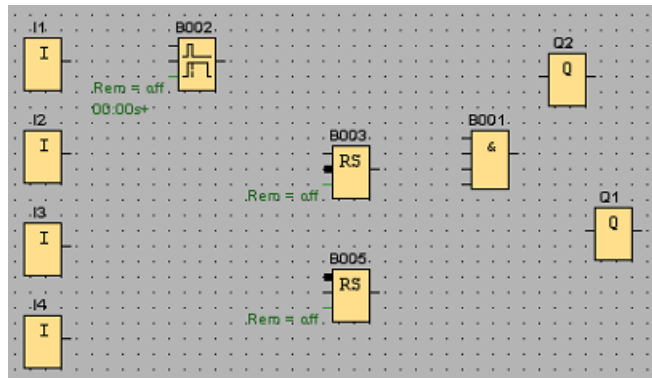 I1
I
B002
Rem = off
00:00s+
Q2
Q
I2
I
B003
RS
Rem = off
B001
&
I3
I
Q1
Q
B005
RS
Rem = off
I4
I